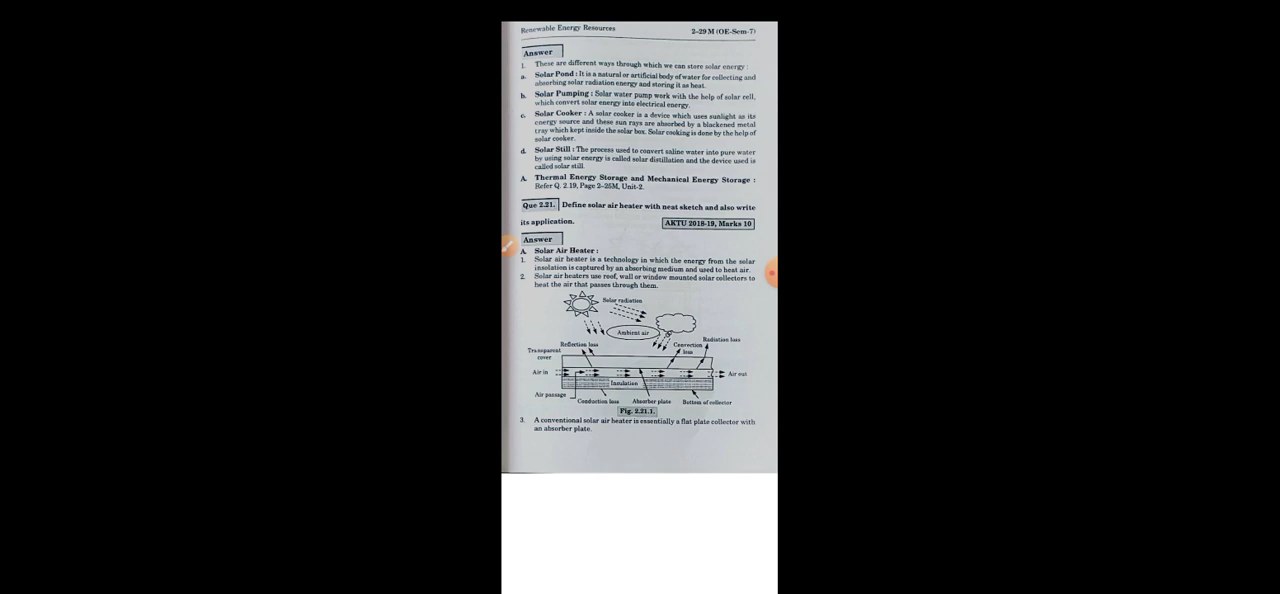 Renewable Energy Resources 2–29 M (OE-Sem-7)
Answer
1. These are different ways through which we can store solar energy :
a. Solar Pond : It is a natural or artificial body of water for collecting and
absorbing solar radiation energy and storing it as heat.
b. Solar Pumping : Solar water pump work with the help of solar cell,
which convert solar energy into electrical energy.
c. Solar Cooker : A solar cooker is a device which uses sunlight as its
energy source and these sun rays are absorbed by a blackened metal
tray which kept inside the solar box. Solar cooking is done by the help of
solar cooker.
d. Solar Still : The process used to convert saline water into pure water
by using solar energy is called solar distillation and the device used is
called solar still.
A. Thermal Energy Storage and Mechanical Energy Storage :
Refer Q. 2.19, Page 2–25M, Unit-2.
Que 2.21. Define solar air heater with neat sketch and also write
its application. AKTU 2018-19, Marks 10
Answer
A. Solar Air Heater :
1. Solar air heater is a technology in which the energy from the solar
insolation is captured by an absorbing medium and used to heat air.
2. Solar air heaters use roof, wall or window mounted solar collectors to
heat the air that passes through them.
Solar radiation
Ambient air
Radiation loss
Reflection loss
Convection
loss
Transparent
cover
Air in
Air out
Insulation
Air passage
Conduction loss
Absorber plate
Bottom of collector
Fig. 2.21.1.
3. A conventional solar air heater is essentially a flat plate collector with
an absorber plate.